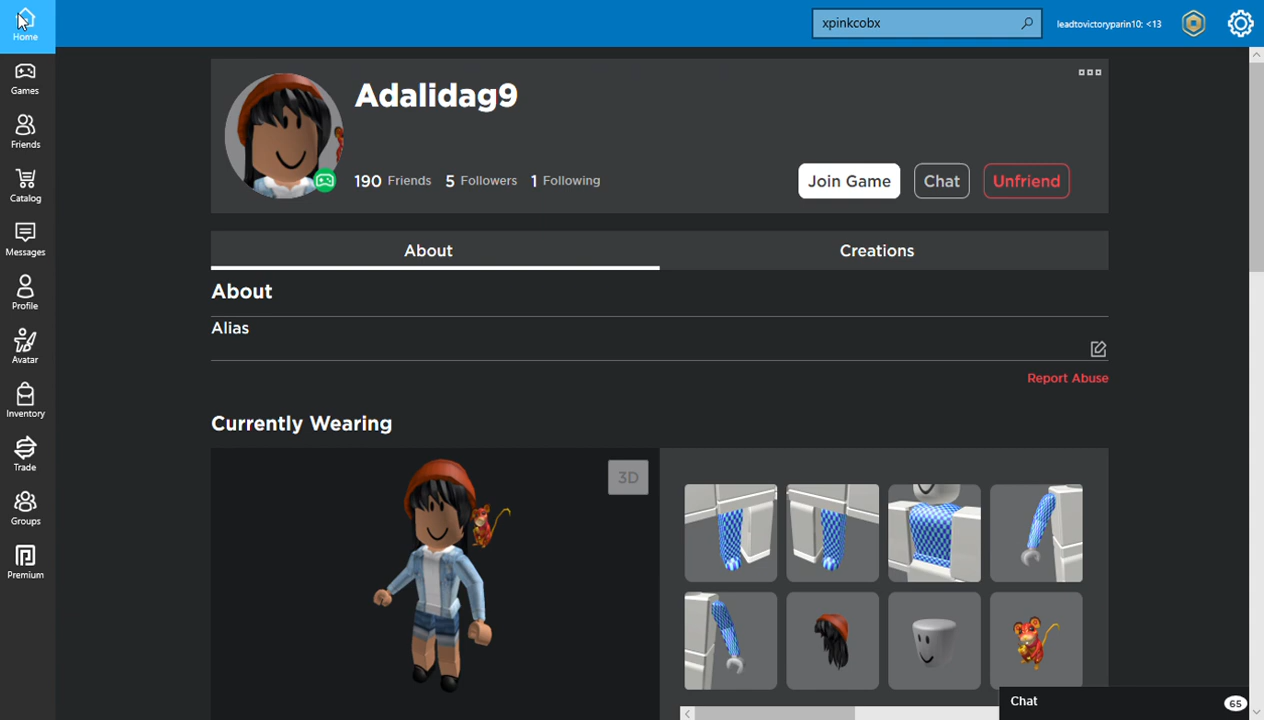 Home
xpinkcobx
leadtovictoryparin10: <13
Games
Friends
Catalog
Messages
Profile
Avatar
Inventory
Trade
Groups
Premium
Adalidag9
190 Friends 5 Followers 1 Following
Join Game
Chat
Unfriend
About
Creations
About
Alias
Report Abuse
Currently Wearing
3D
Chat
65